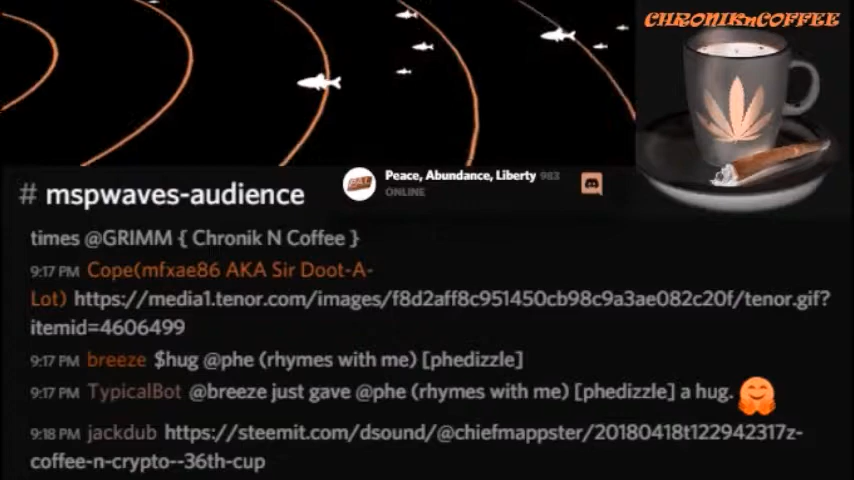 CHRONIKnCOFFEE
Peace, Abundance, Liberty 983
ONLINE
# mspwaves-audience
times @GRIMM { Chronik N Coffee }
9:17 PM Cope(mfxae86 AKA Sir Doot-A-
Lot) https://media1.tenor.com/images/f8d2aff8c951450cb98c9a3ae082c20f/tenor.gif?
itemid=4606499
9:17 PM breeze $hug @phe (rhymes with me) [phedizzle]
9:17 PM TypicalBot @breeze just gave @phe (rhymes with me) [phedizzle] a hug.
9:18 PM jackdub https://steemit.com/dsound/@chiefmappster/20180418t122942317z-
coffee-n-crypto--36th-cup